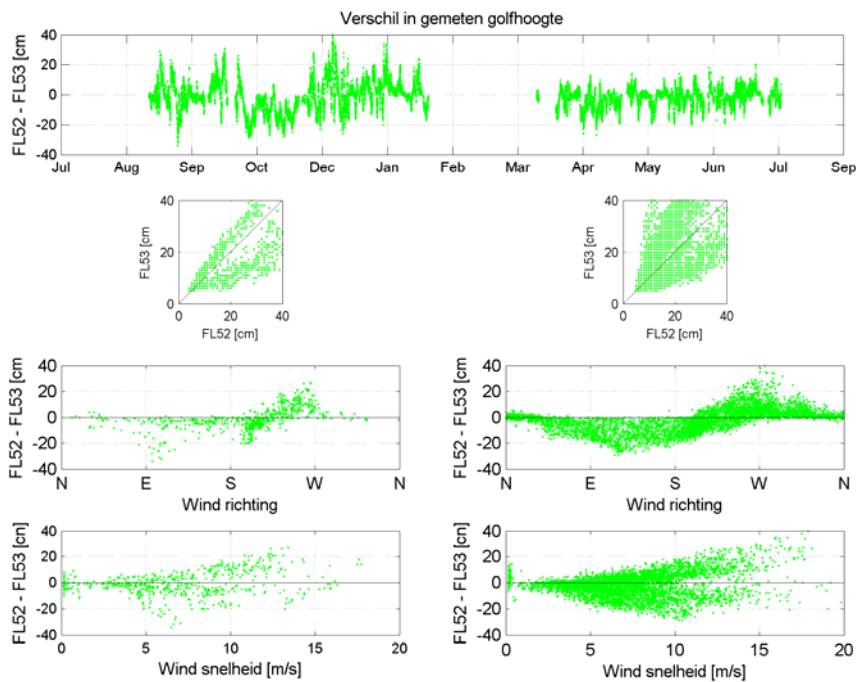 Verschil in gemeten golfhoogte
FL52 - FL53 [cm
40
20
0
-20
-40
Jul Aug Sep Oct Dec Jan Feb Mar Apr May Jun Jul Sep
FL53 [cm
40
20
0
0 20 40
FL52 [cm]
FL53 [cm
40
20
0
0 20 40
FL52 [cm]
FL52 - FL53 [cm
40
20
0
-20
-40
N E S W N
Wind richting
FL52 - FL53 [cm
40
20
0
-20
-40
N E S W N
Wind richting
FL52 - FL53 [cn]
40
20
0
-20
-40
0 5 10 15 20
Wind snelheid [m/s]
FL52 - FL53 [cm]
40
20
0
-20
-40
0 5 10 15 20
Wind snelheid [m/s]